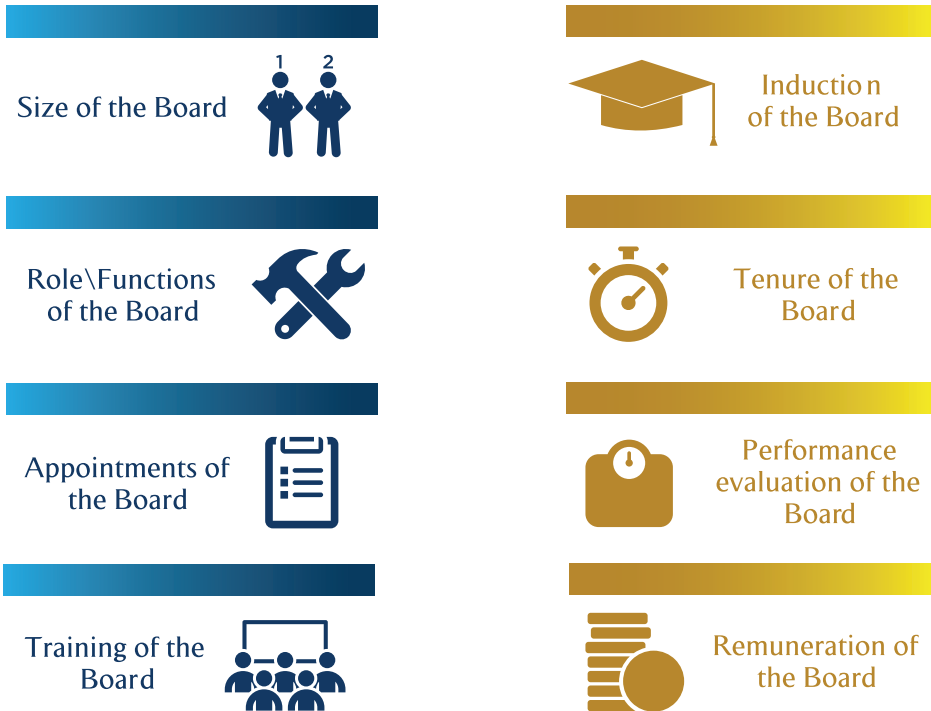 1 2
Size of the Board
Induction
of the Board
Role\Functions
of the Board
Tenure of the
Board
Appointments of
the Board
Performance
evaluation of the
Board
Training of the
Board
Remuneration of
the Board